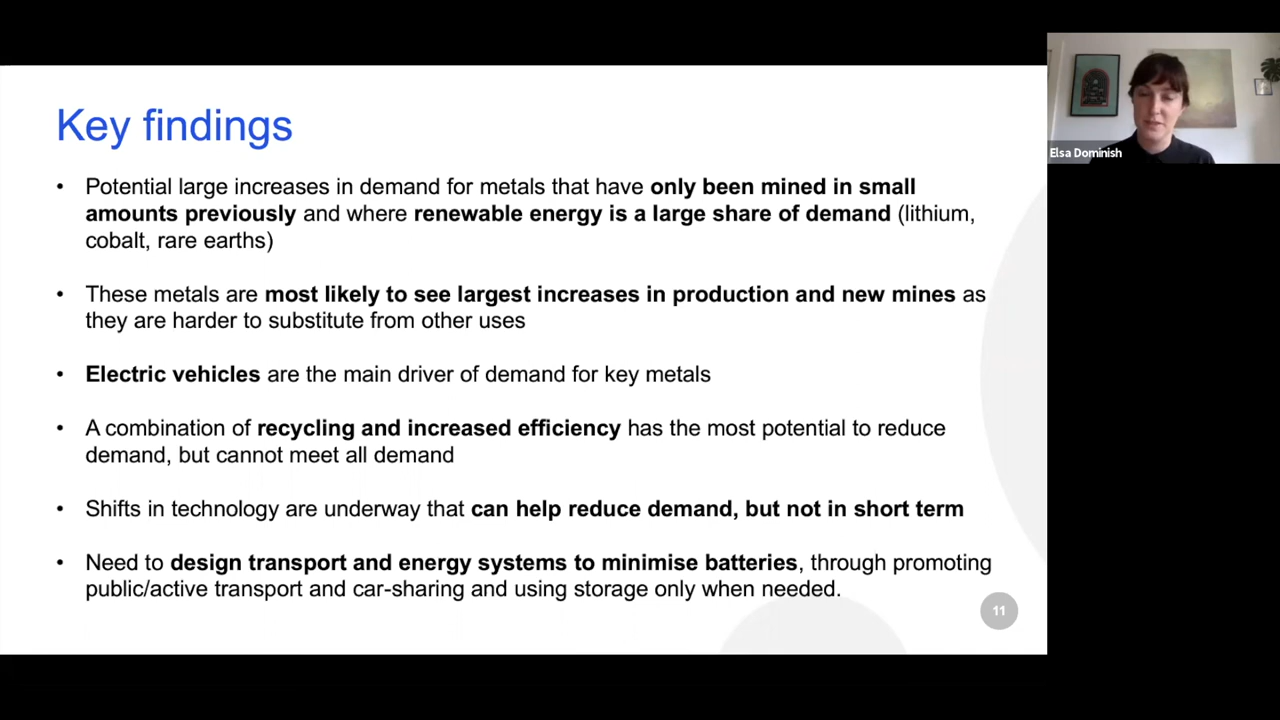 Key findings
• Potential large increases in demand for metals that have only been mined in small
amounts previously and where renewable energy is a large share of demand (lithium,
cobalt, rare earths)
• These metals are most likely to see largest increases in production and new mines as
they are harder to substitute from other uses
• Electric vehicles are the main driver of demand for key metals
• A combination of recycling and increased efficiency has the most potential to reduce
demand, but cannot meet all demand
• Shifts in technology are underway that can help reduce demand, but not in short term
• Need to design transport and energy systems to minimise batteries, through promoting
public/active transport and car-sharing and using storage only when needed.
11
Elsa Dominish